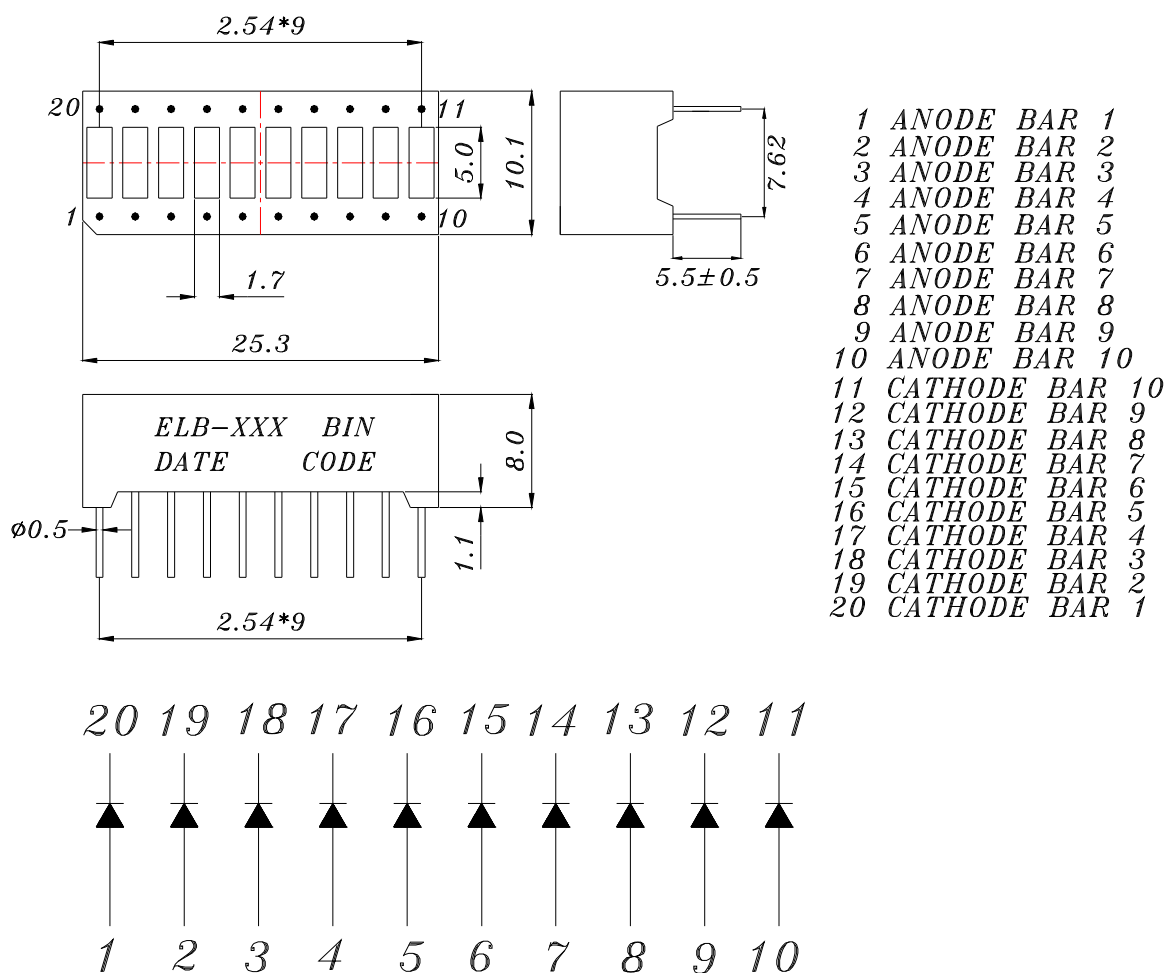 2.54*9
20
11
1
10
5.0
10.1
1.7
25.3
7.62
5.5±0.5
1 ANODE BAR 1
2 ANODE BAR 2
3 ANODE BAR 3
4 ANODE BAR 4
5 ANODE BAR 5
6 ANODE BAR 6
7 ANODE BAR 7
8 ANODE BAR 8
9 ANODE BAR 9
10 ANODE BAR 10
11 CATHODE BAR 10
12 CATHODE BAR 9
13 CATHODE BAR 8
14 CATHODE BAR 7
15 CATHODE BAR 6
16 CATHODE BAR 5
17 CATHODE BAR 4
18 CATHODE BAR 3
19 CATHODE BAR 2
20 CATHODE BAR 1
ELB-XXX BIN
DATE CODE
8.0
ø0.5
1.1
2.54*9
20 19 18 17 16 15 14 13 12 11
1 2 3 4 5 6 7 8 9 10